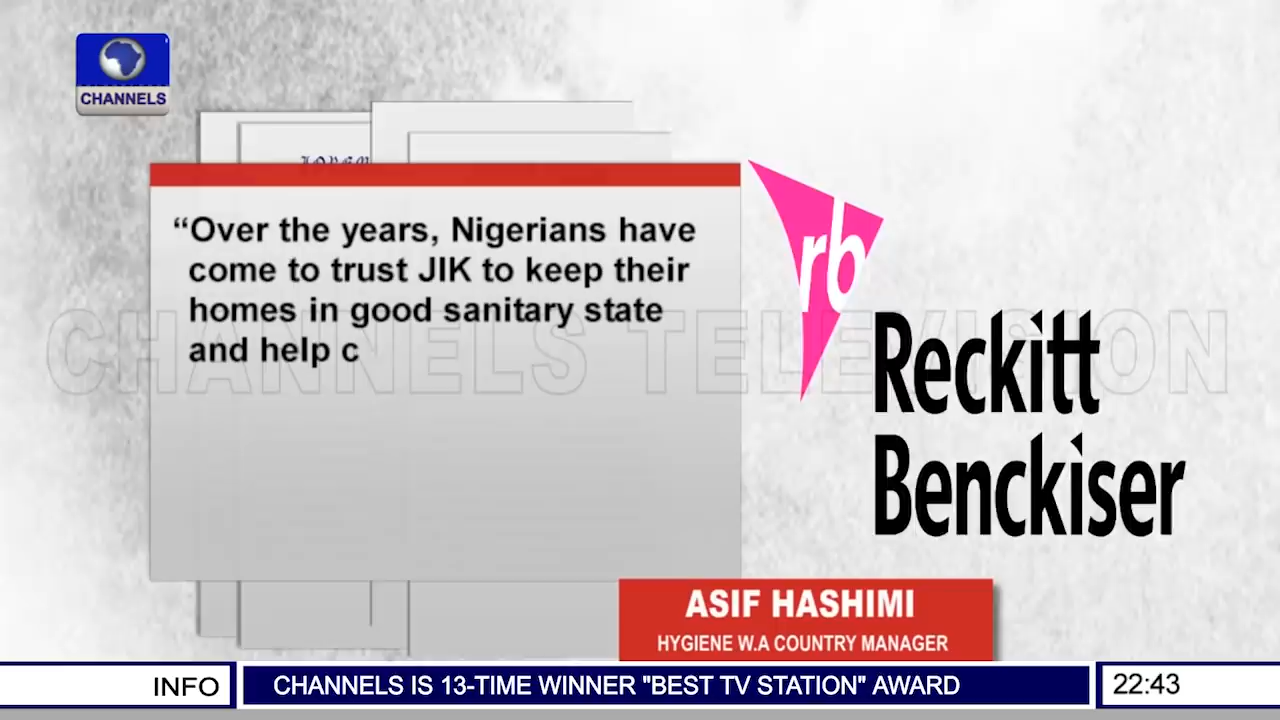 CHANNELS
“Over the years, Nigerians have
come to trust JIK to keep their
homes in good sanitary state
and help c
rb
Reckitt
Benckiser
CHANNELS TELEVISION
ASIF HASHIMI
HYGIENE W.A COUNTRY MANAGER
INFO
CHANNELS IS 13-TIME WINNER "BEST TV STATION" AWARD
22:43